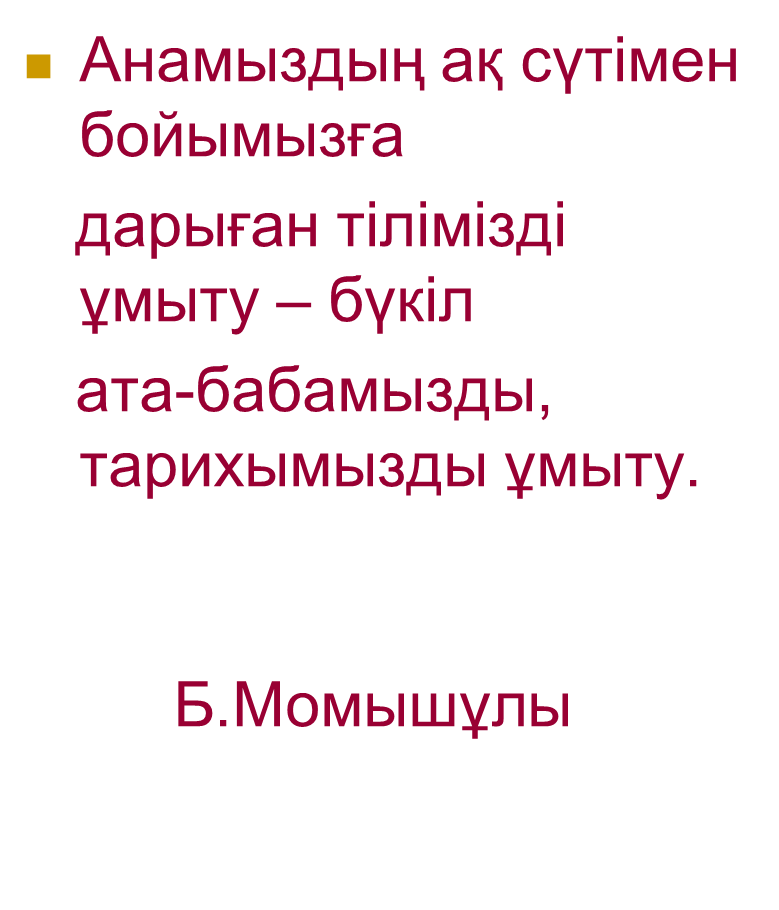 Анамыздың ақ сүтімен
бойымызға
дарыған тілімізді
ұмыту – бүкіл
ата-бабамызды,
тарихымызды ұмыту.
Б.Момышұлы